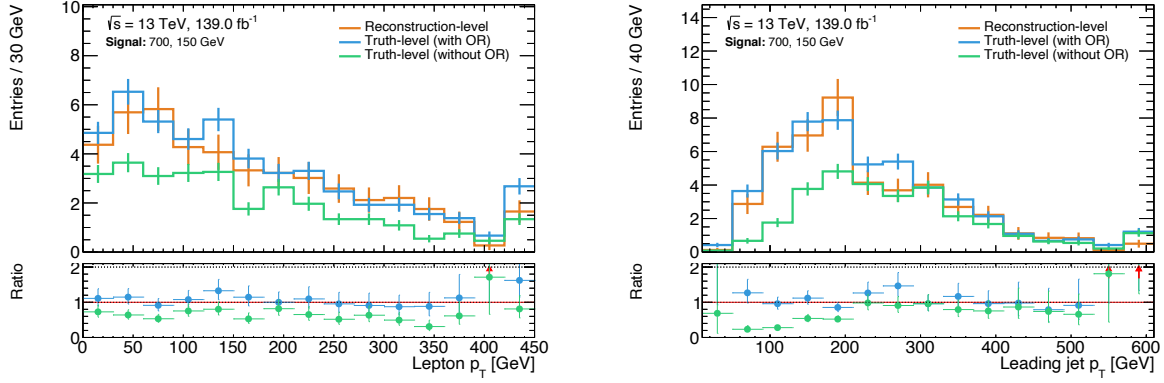 √s = 13 TeV, 139.0 fb⁻¹
Signal: 700, 150 GeV
Reconstruction-level
Truth-level (with OR)
Truth-level (without OR)
Entries / 30 GeV
10
8
6
4
2
0
Ratio
2
1
0
0 50 100 150 200 250 300 350 400 450
Lepton p_T [GeV]
√s = 13 TeV, 139.0 fb⁻¹
Signal: 700, 150 GeV
Reconstruction-level
Truth-level (with OR)
Truth-level (without OR)
Entries / 40 GeV
14
12
10
8
6
4
2
0
Ratio
2
1
0
100 200 300 400 500 600
Leading jet p_T [GeV]